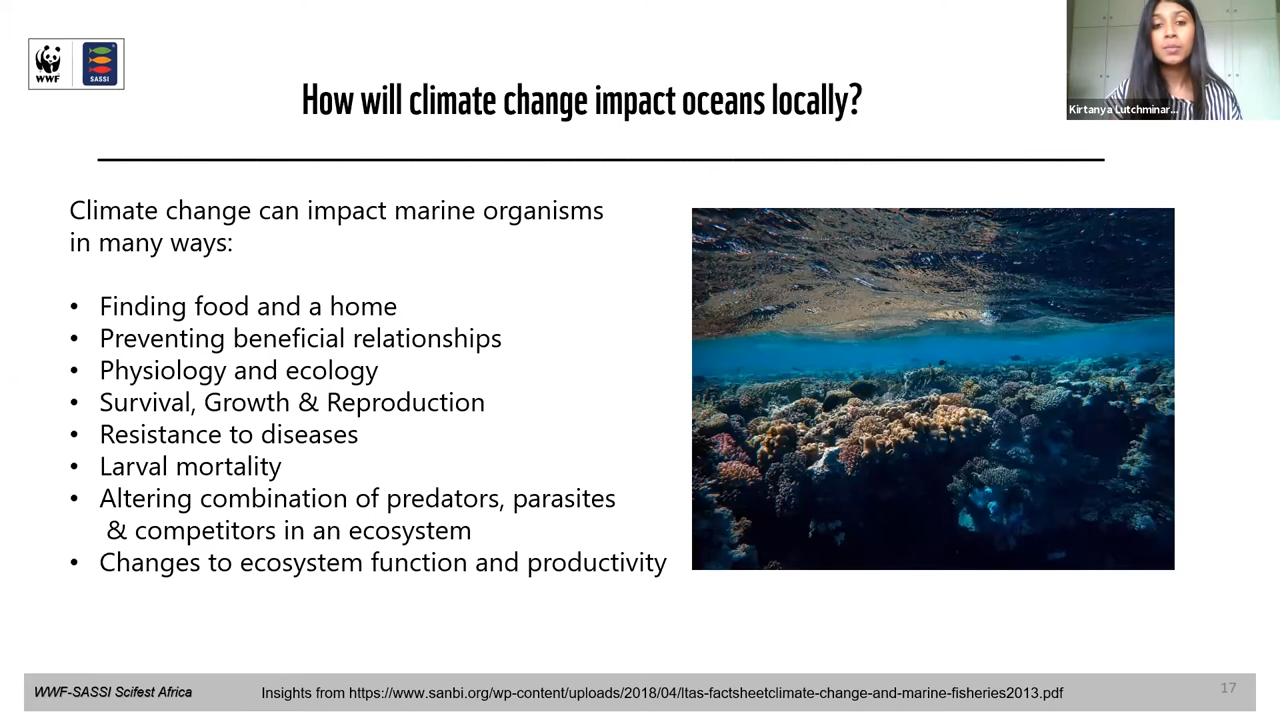 WWF
SASSI
How will climate change impact oceans locally?
Kirtanya Lutchminar...
Climate change can impact marine organisms
in many ways:
• Finding food and a home
• Preventing beneficial relationships
• Physiology and ecology
• Survival, Growth & Reproduction
• Resistance to diseases
• Larval mortality
• Altering combination of predators, parasites
& competitors in an ecosystem
• Changes to ecosystem function and productivity
WWF-SASSI Scifest Africa
Insights from https://www.sanbi.org/wp-content/uploads/2018/04/ltas-factsheetclimate-change-and-marine-fisheries2013.pdf
17